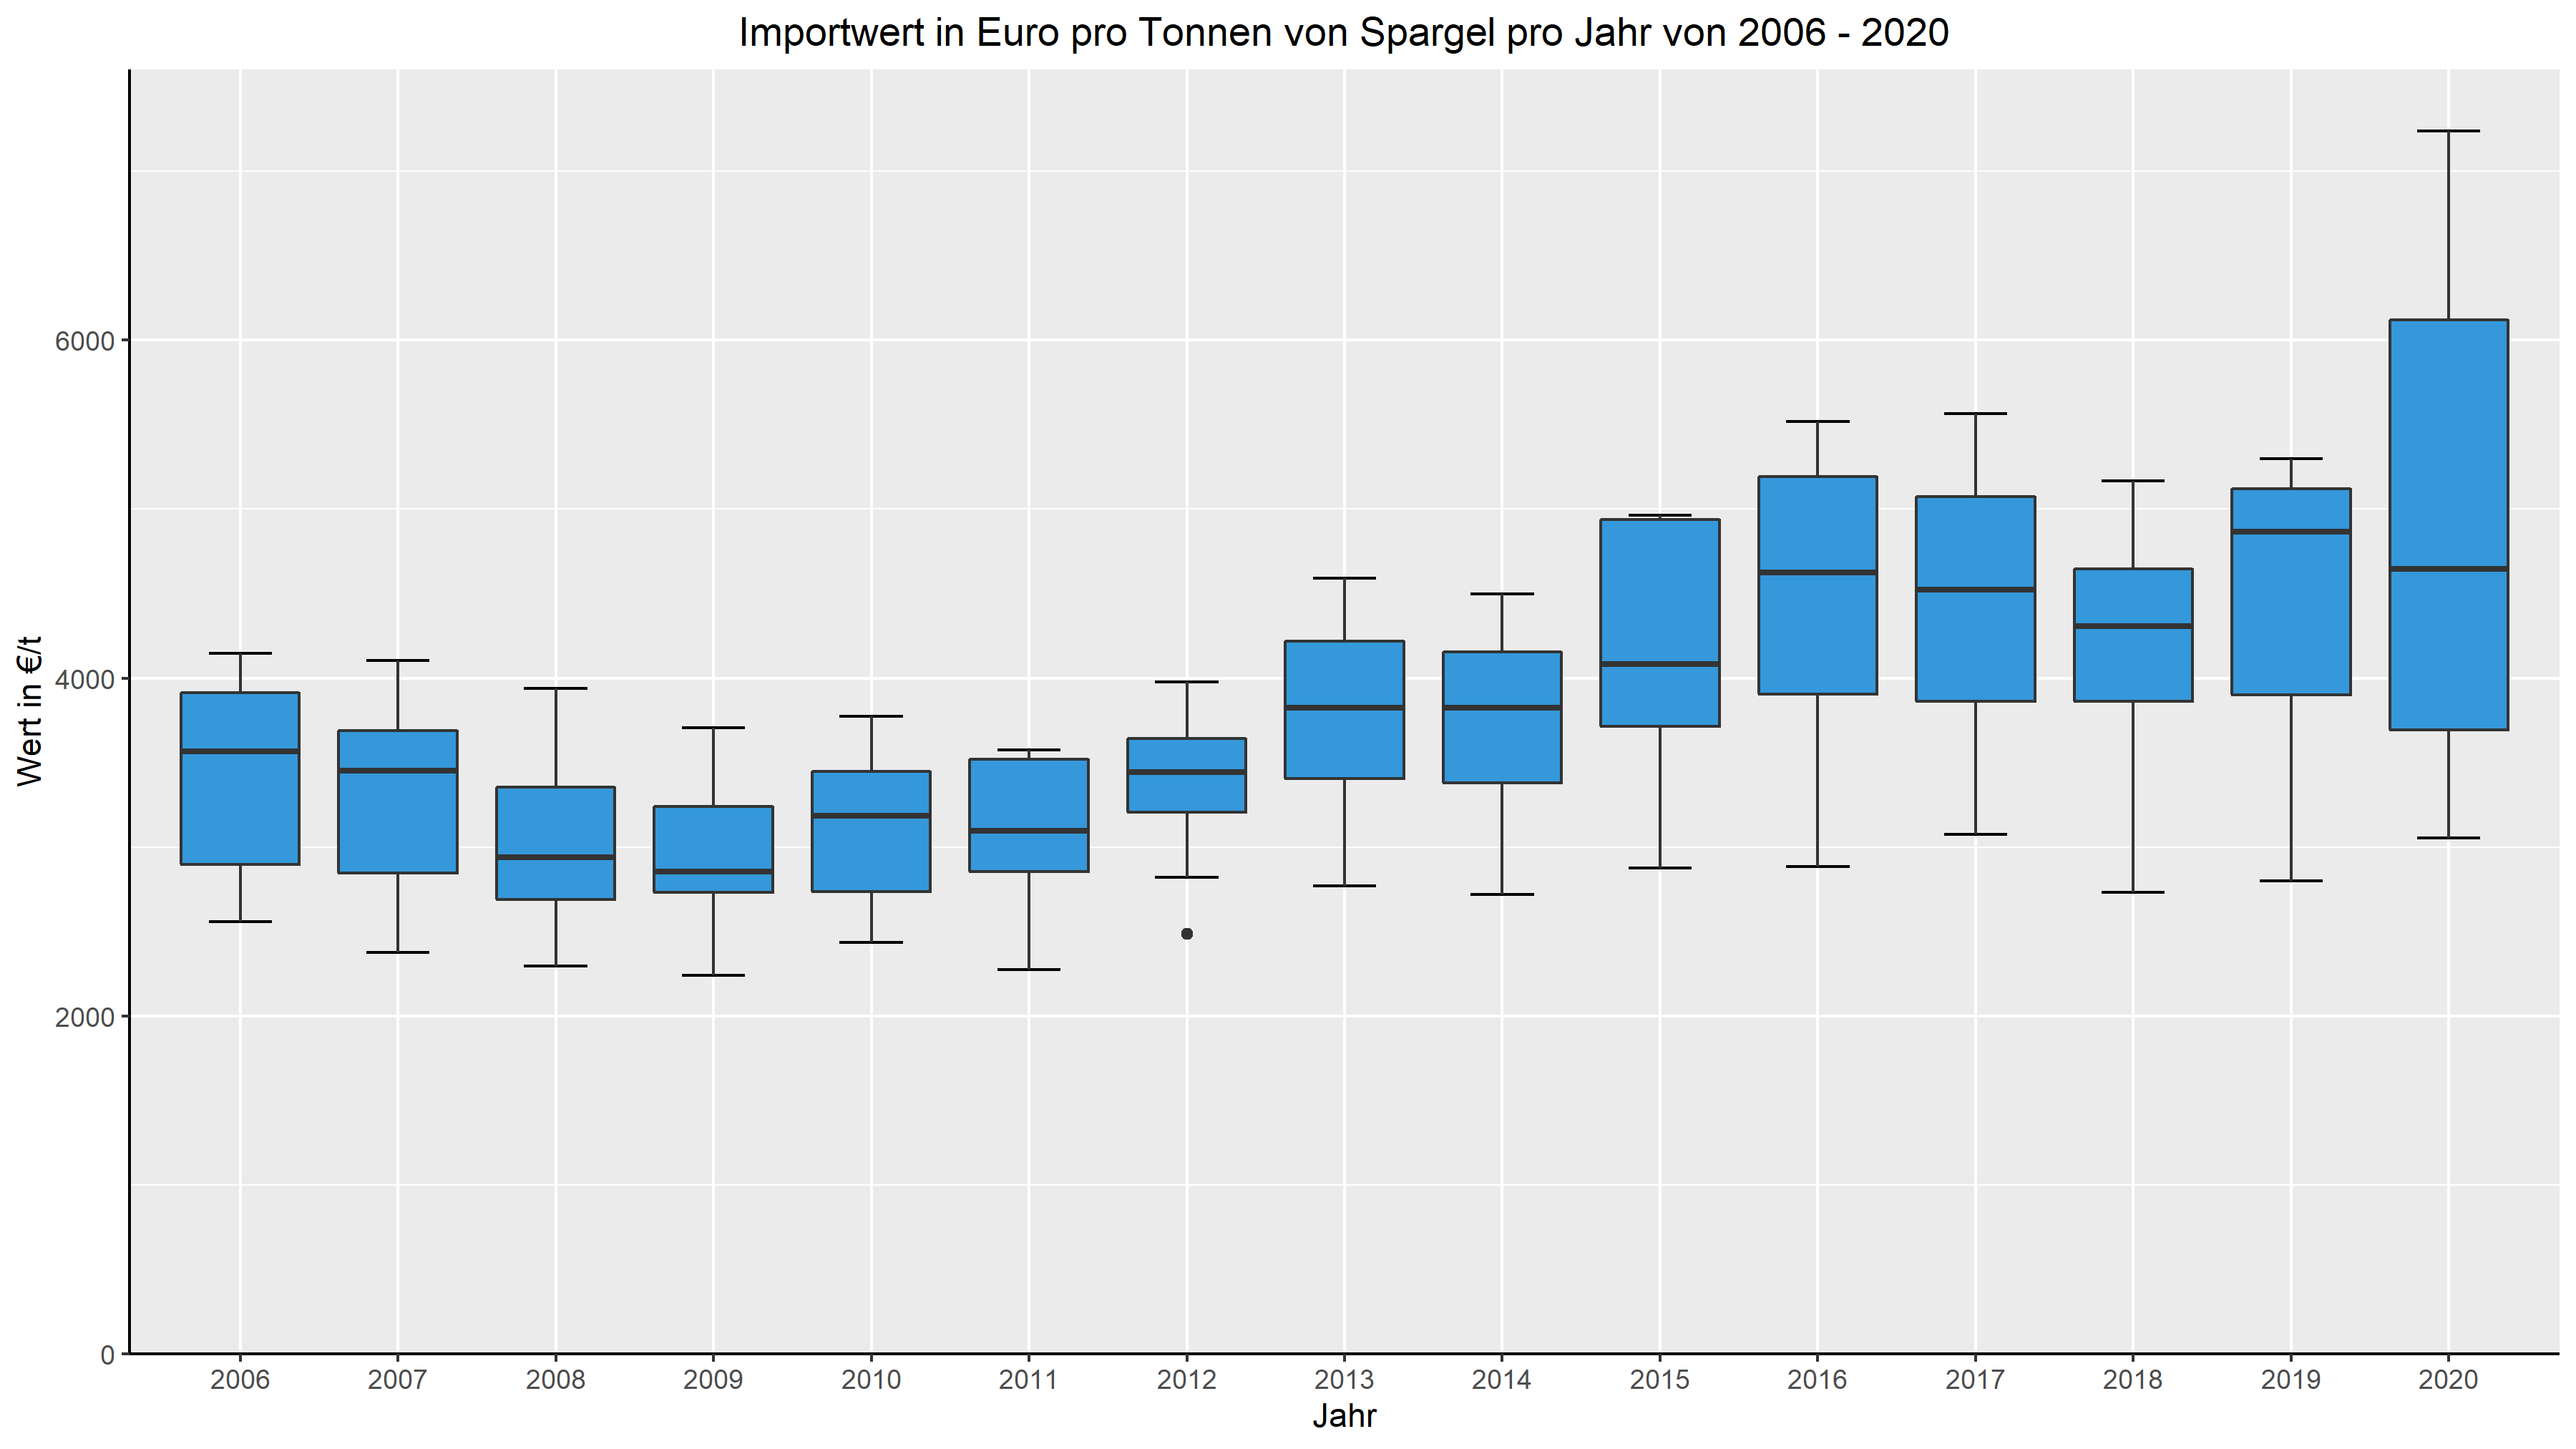 Importwert in Euro pro Tonnen von Spargel pro Jahr von 2006 - 2020
Wert in €/t
6000
4000
2000
0
2006 2007 2008 2009 2010 2011 2012 2013 2014 2015 2016 2017 2018 2019 2020
Jahr